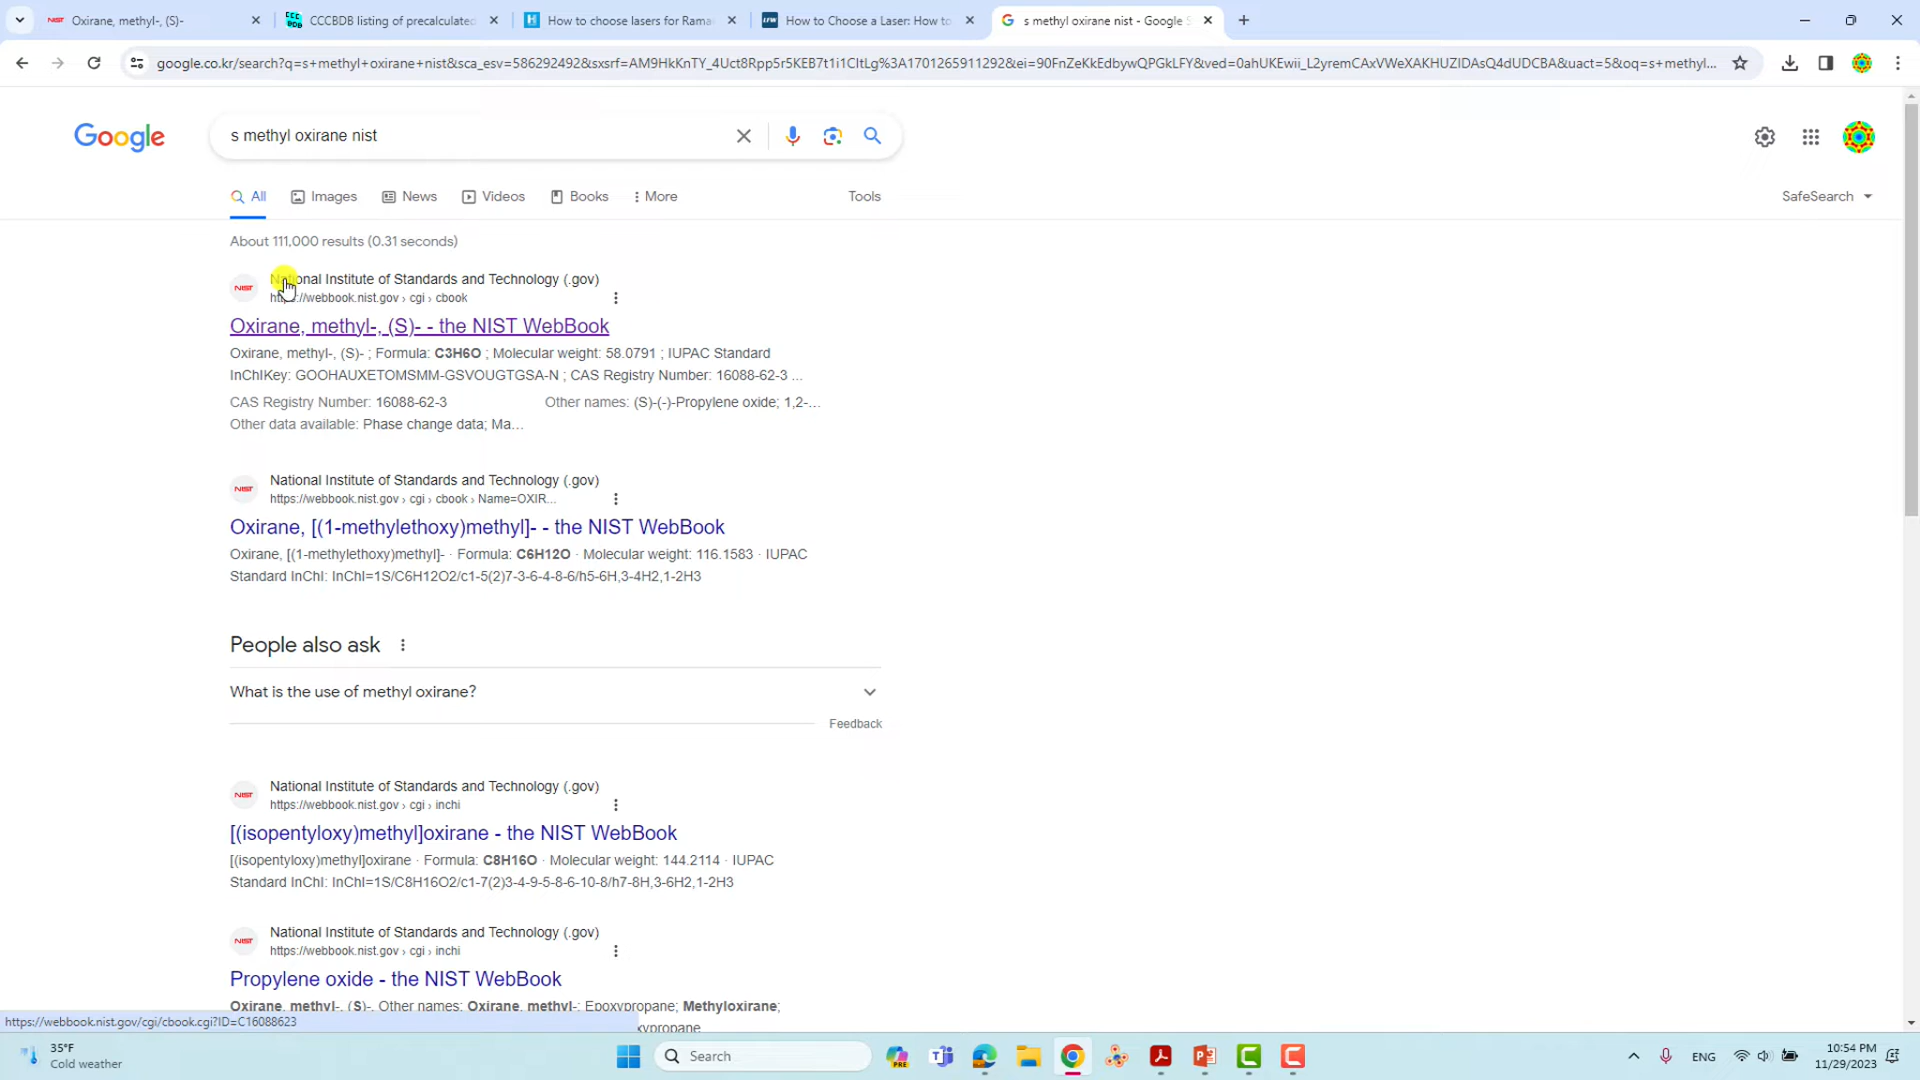 NIST Oxirane, methyl-, (S)-
CCC BDB CCCBDB listing of precalculated
How to choose lasers for Rama
LFW How to Choose a Laser: How to
s methyl oxirane nist - Google S
google.co.kr/search?q=s+methyl+oxirane+nist&sca_esv=586292492&sxsrf=AM9HkKnTY_4Uct8Rpp5r5KEB7t1i1CItLg%3A1701265911292&ei=90FnZeKkEdbywQPGkLFY&ved=0ahUKEwii_L2yremCAxVWeXAKHUZIDAsQ4dUDCBA&uact=5&oq=s+methyl...
Google
s methyl oxirane nist
All
Images
News
Videos
Books
More
Tools
SafeSearch
About 111,000 results (0.31 seconds)
NIST
National Institute of Standards and Technology (.gov)
https://webbook.nist.gov › cgi › cbook
Oxirane, methyl-, (S)- - the NIST WebBook
Oxirane, methyl-, (S)- ; Formula: C3H6O ; Molecular weight: 58.0791 ; IUPAC Standard
InChIKey: GOOHAUXETOMSMM-GSVOUGTGSA-N ; CAS Registry Number: 16088-62-3 ...
CAS Registry Number: 16088-62-3
Other names: (S)-(-)-Propylene oxide; 1,2-...
Other data available: Phase change data; Ma...
NIST
National Institute of Standards and Technology (.gov)
https://webbook.nist.gov › cgi › cbook › Name=OXIR...
Oxirane, [(1-methylethoxy)methyl]- - the NIST WebBook
Oxirane, [(1-methylethoxy)methyl]- · Formula: C6H12O · Molecular weight: 116.1583 · IUPAC
Standard InChI: InChI=1S/C6H12O2/c1-5(2)7-3-6-4-8-6/h5-6H,3-4H2,1-2H3
People also ask
What is the use of methyl oxirane?
Feedback
NIST
National Institute of Standards and Technology (.gov)
https://webbook.nist.gov › cgi › inchi
[(isopentyloxy)methyl]oxirane - the NIST WebBook
[(isopentyloxy)methyl]oxirane · Formula: C8H16O · Molecular weight: 144.2114 · IUPAC
Standard InChI: InChI=1S/C8H16O2/c1-7(2)3-4-9-5-8-6-10-8/h7-8H,3-6H2,1-2H3
NIST
National Institute of Standards and Technology (.gov)
https://webbook.nist.gov › cgi › inchi
Propylene oxide - the NIST WebBook
Oxirane, methyl-, (S)-. Other names: Oxirane, methyl-; Epoxypropane; Methyloxirane;
https://webbook.nist.gov/cgi/cbook.cgi?ID=C16088623
35°F
Cold weather
Search
PRE
ENG
10:54 PM
11/29/2023